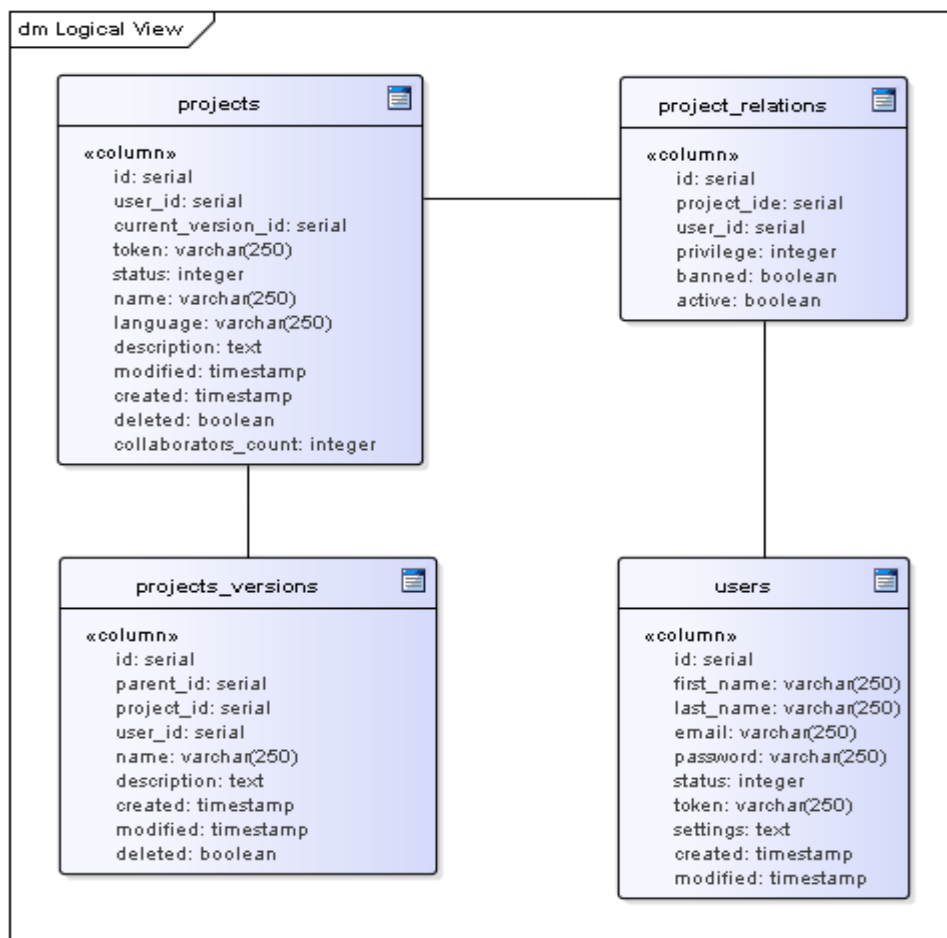 dm Logical View
projects
«column»
id: serial
user_id: serial
current_version_id: serial
token: varchar(250)
status: integer
name: varchar(250)
language: varchar(250)
description: text
modified: timestamp
created: timestamp
deleted: boolean
collaborators_count: integer
project_relations
«column»
id: serial
project_ide: serial
user_id: serial
privilege: integer
banned: boolean
active: boolean
projects_versions
«column»
id: serial
parent_id: serial
project_id: serial
user_id: serial
name: varchar(250)
description: text
created: timestamp
modified: timestamp
deleted: boolean
users
«column»
id: serial
first_name: varchar(250)
last_name: varchar(250)
email: varchar(250)
password: varchar(250)
status: integer
token: varchar(250)
settings: text
created: timestamp
modified: timestamp